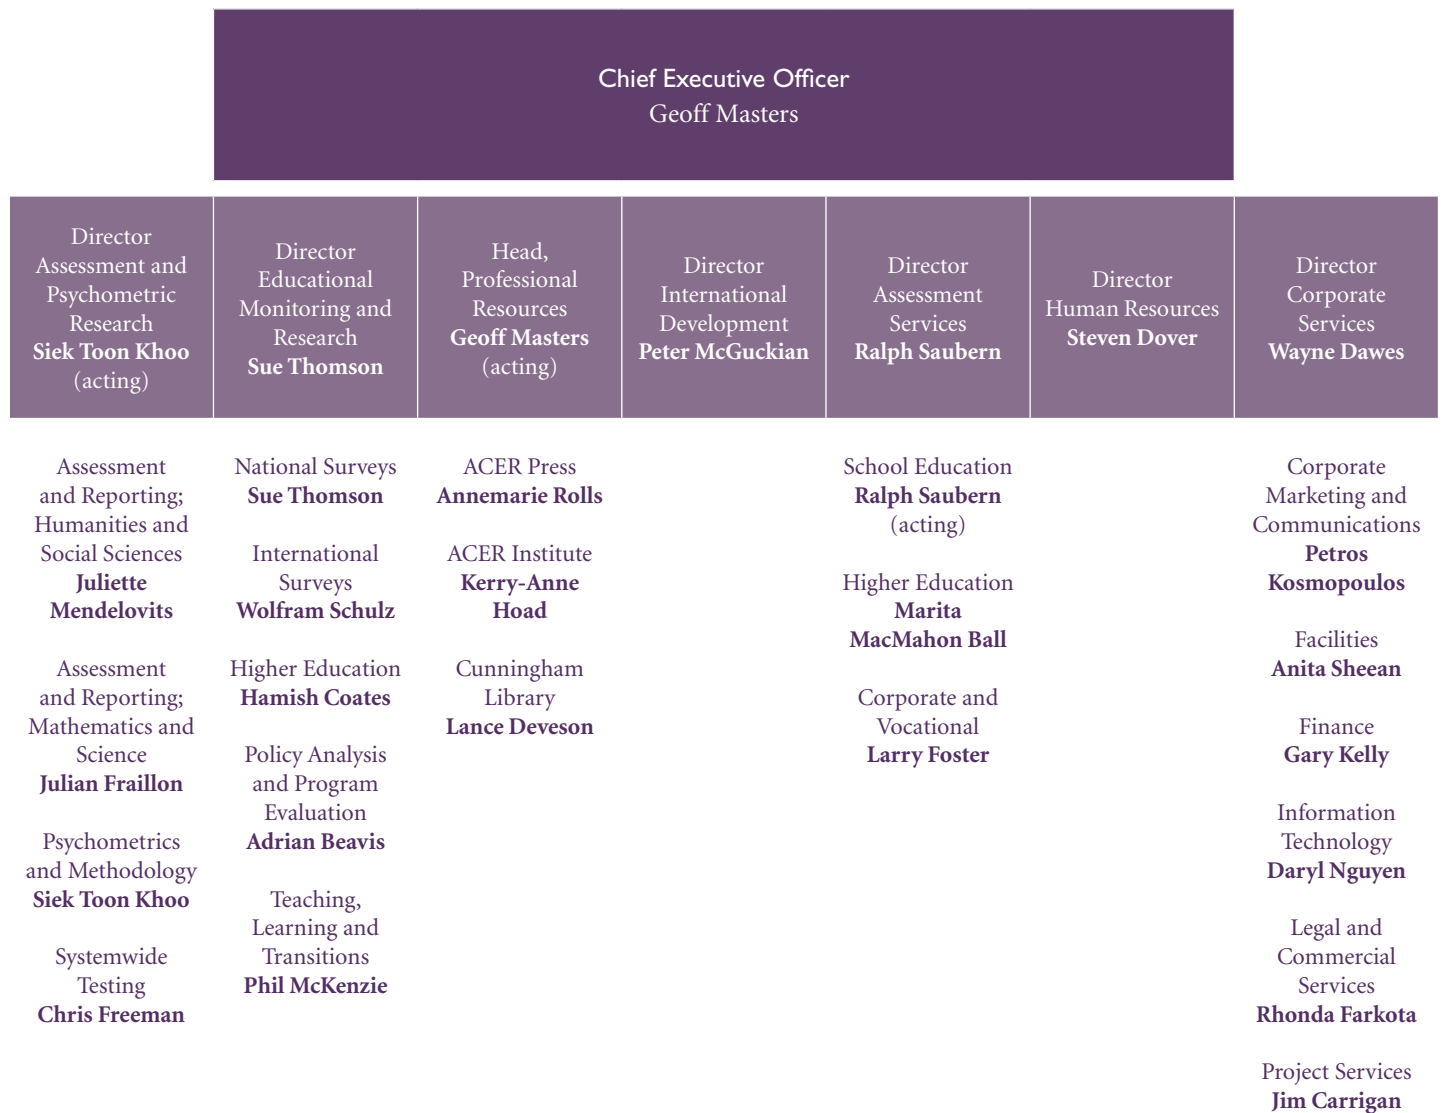 Chief Executive Officer
Geoff Masters
Director
Assessment and
Psychometric
Research
Siek Toon Khoo
(acting)
Director
Educational
Monitoring and
Research
Sue Thomson
Head,
Professional
Resources
Geoff Masters
(acting)
Director
International
Development
Peter McGuckian
Director
Assessment
Services
Ralph Saubern
Director
Human Resources
Steven Dover
Director
Corporate
Services
Wayne Dawes
Assessment
and Reporting;
Humanities and
Social Sciences
Juliette
Mendelovits
Assessment
and Reporting;
Mathematics and
Science
Julian Fraillon
Psychometrics
and Methodology
Siek Toon Khoo
Systemwide
Testing
Chris Freeman
National Surveys
Sue Thomson
International
Surveys
Wolfram Schulz
Higher Education
Hamish Coates
Policy Analysis
and Program
Evaluation
Adrian Beavis
Teaching,
Learning and
Transitions
Phil McKenzie
ACER Press
Annemarie Rolls
ACER Institute
Kerry-Anne
Hoad
Cunningham
Library
Lance Deveson
School Education
Ralph Saubern
(acting)
Higher Education
Marita
MacMahon Ball
Corporate and
Vocational
Larry Foster
Corporate
Marketing and
Communications
Petros
Kosmopoulos
Facilities
Anita Sheean
Finance
Gary Kelly
Information
Technology
Daryl Nguyen
Legal and
Commercial
Services
Rhonda Farkota
Project Services
Jim Carrigan